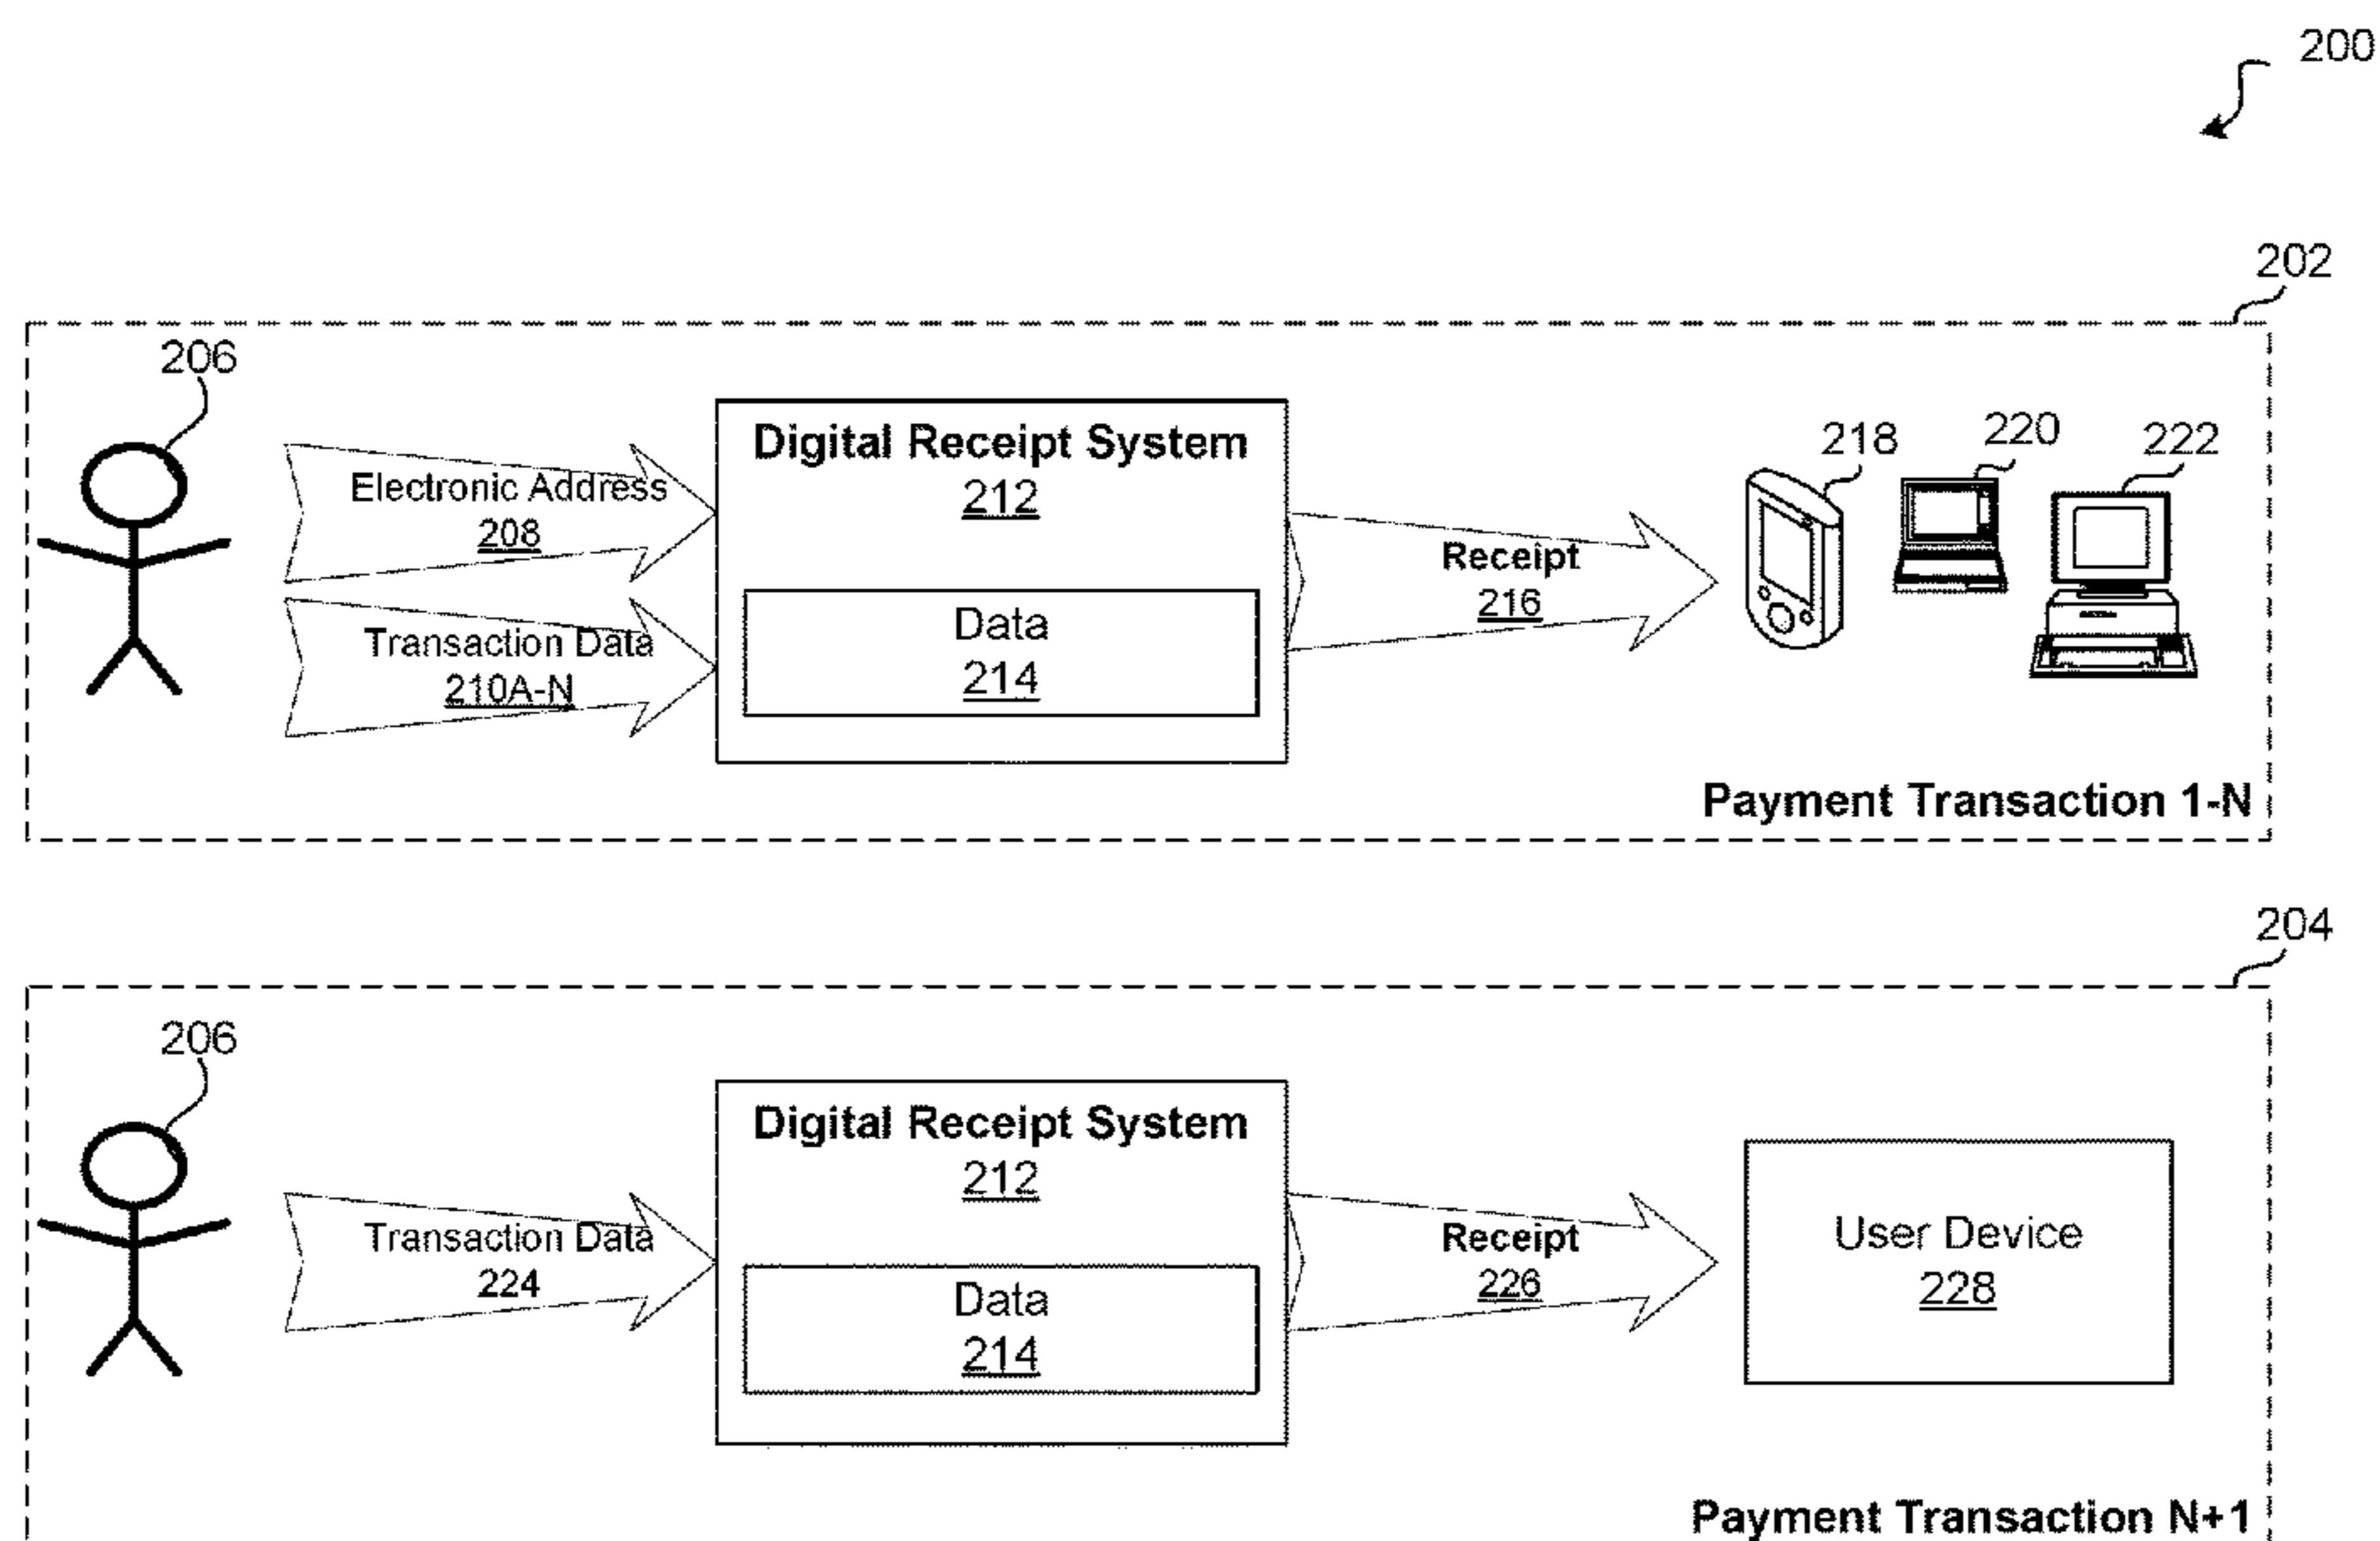 200
202
206
Electronic Address
208
Transaction Data
210A-N
Digital Receipt System
212
Data
214
Receipt
216
218
220
222
Payment Transaction 1-N
204
206
Transaction Data
224
Digital Receipt System
212
Data
214
Receipt
226
User Device
228
Payment Transaction N+1